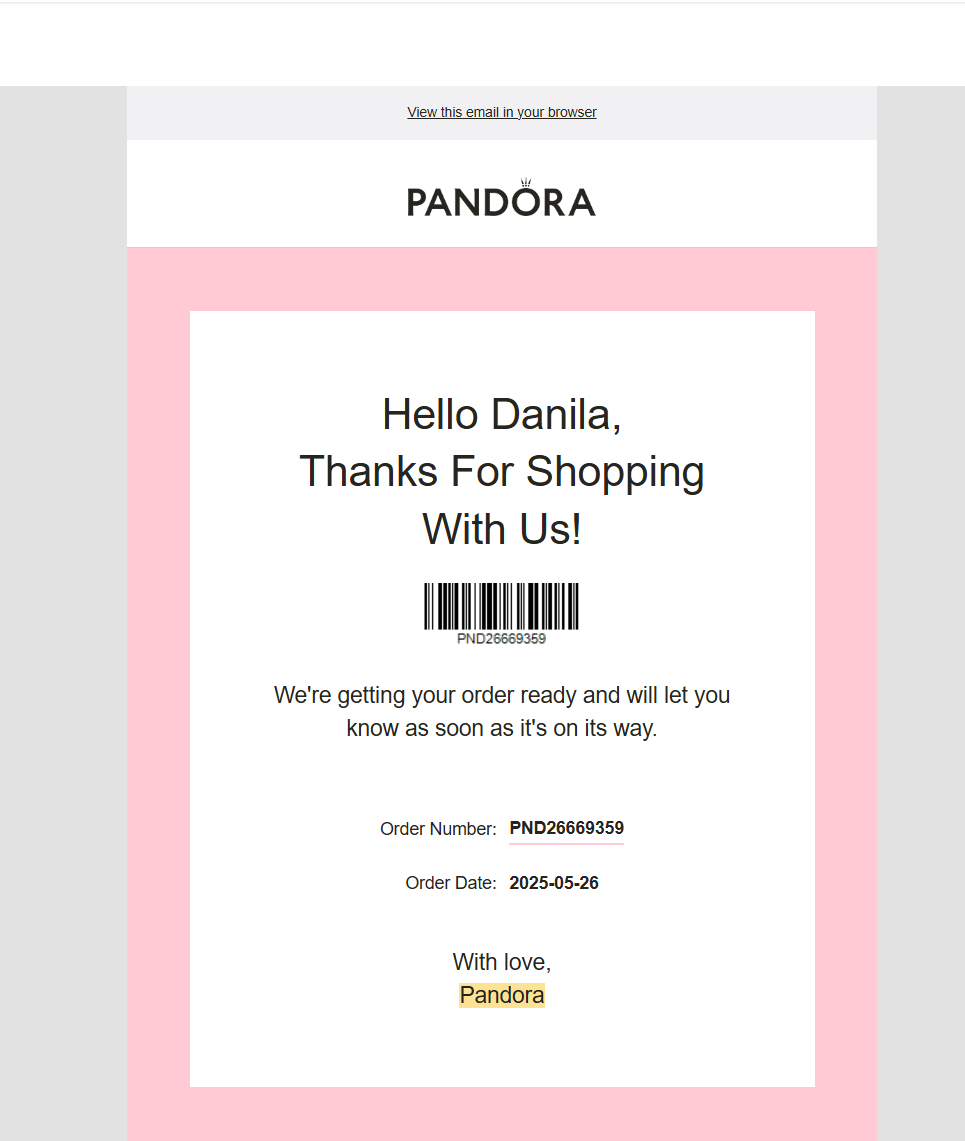 View this email in your browser
PANDORA
Hello Danila,
Thanks For Shopping
With Us!
PND26669359
We're getting your order ready and will let you
know as soon as it's on its way.
Order Number: PND26669359
Order Date: 2025-05-26
With love,
Pandora